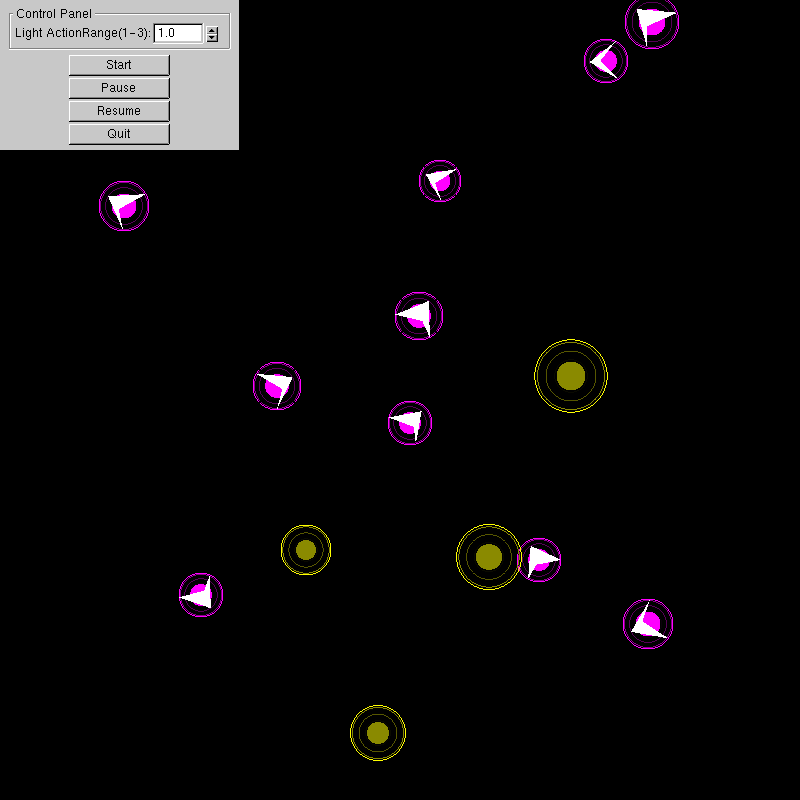 Control Panel
Light ActionRange(1-3): 1.0
Start
Pause
Resume
Quit